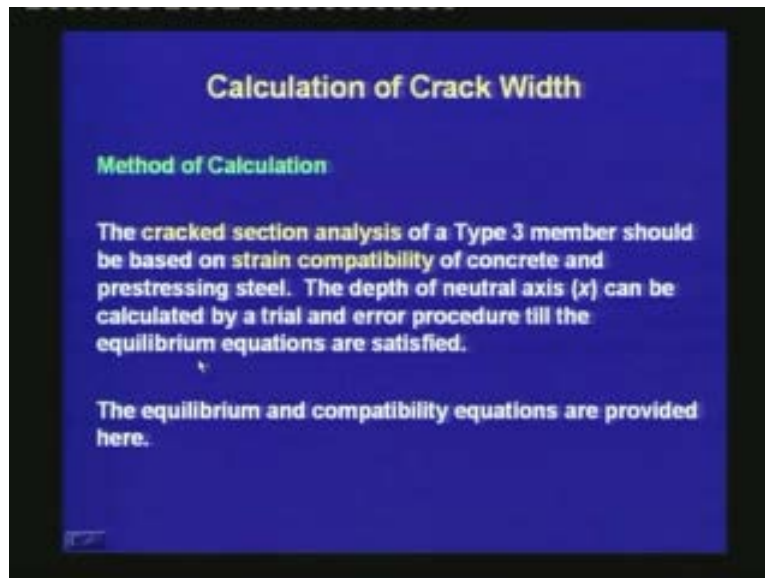 Calculation of Crack Width
Method of Calculation
The cracked section analysis of a Type 3 member should
be based on strain compatibility of concrete and
prestressing steel. The depth of neutral axis (x) can be
calculated by a trial and error procedure till the
equilibrium equations are satisfied.
The equilibrium and compatibility equations are provided
here.